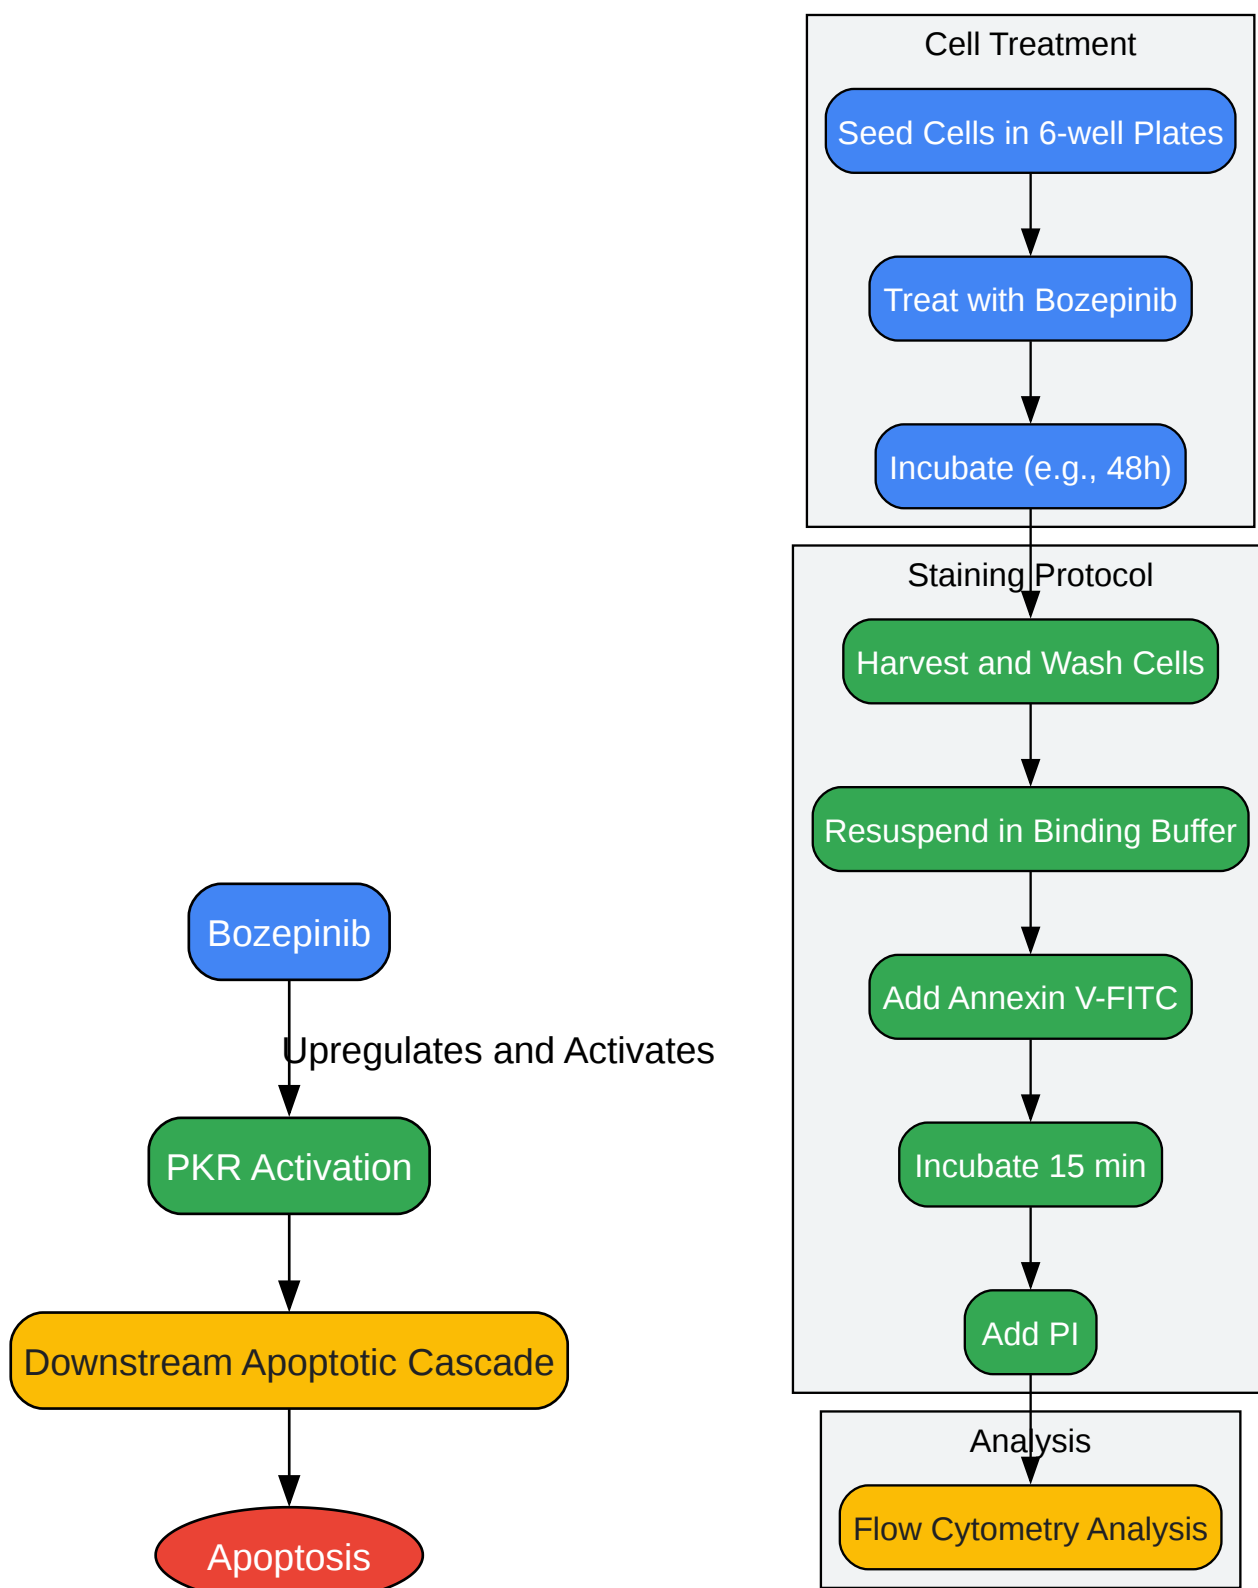 Cell Treatment
Seed Cells in 6-well Plates
Treat with Bozepinib
Incubate (e.g., 48h)
Staining Protocol
Harvest and Wash Cells
Resuspend in Binding Buffer
Add Annexin V-FITC
Incubate 15 min
Add PI
Analysis
Flow Cytometry Analysis
Bozepinib
Upregulates and Activates
PKR Activation
Downstream Apoptotic Cascade
Apoptosis